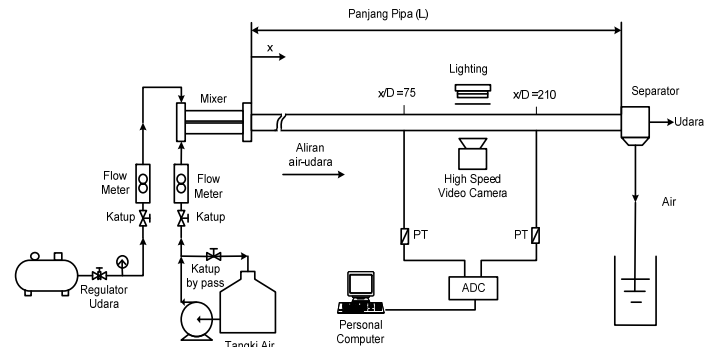 Panjang Pipa (L)
x
Lighting
Mixer
x/D=75
x/D=210
Separator
Udara
Aliran
air-udara
High Speed
Video Camera
Flow
Meter
Flow
Meter
Air
Katup
Katup
PT
PT
Katup
by pass
Regulator
Udara
ADC
Personal
Computer
Tangki Air